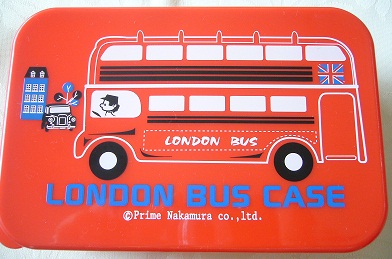 LONDON BUS
LONDON BUS CASE
©Prime Nakamura co.,ltd.